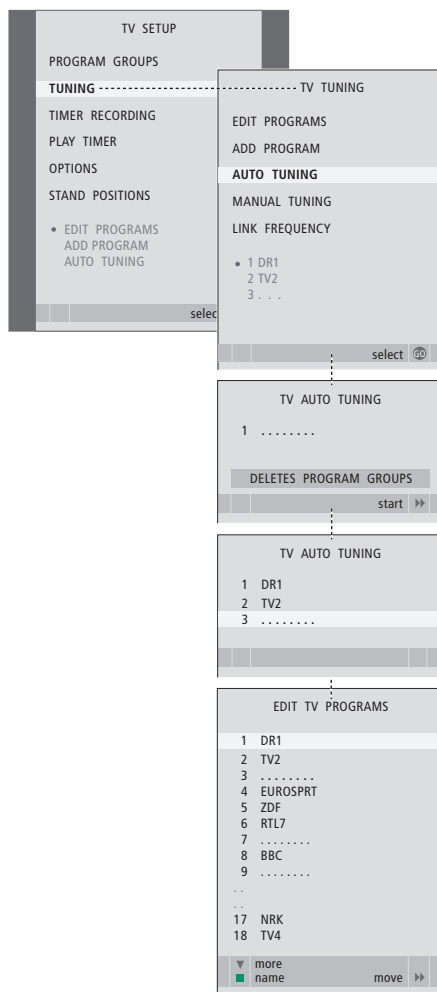 TV SETUP
PROGRAM GROUPS
TUNING
TIMER RECORDING
PLAY TIMER
OPTIONS
STAND POSITIONS
• EDIT PROGRAMS
ADD PROGRAM
AUTO TUNING
selec
TV TUNING
EDIT PROGRAMS
ADD PROGRAM
AUTO TUNING
MANUAL TUNING
LINK FREQUENCY
• 1 DR1
2 TV2
3 . . .
select GO
TV AUTO TUNING
1 ........
DELETES PROGRAM GROUPS
start
TV AUTO TUNING
1 DR1
2 TV2
3 ........
EDIT TV PROGRAMS
1 DR1
2 TV2
3 ........
4 EUROSPRT
5 ZDF
6 RTL7
7 ........
8 BBC
9 ........
. .
. .
17 NRK
18 TV4
more
name move